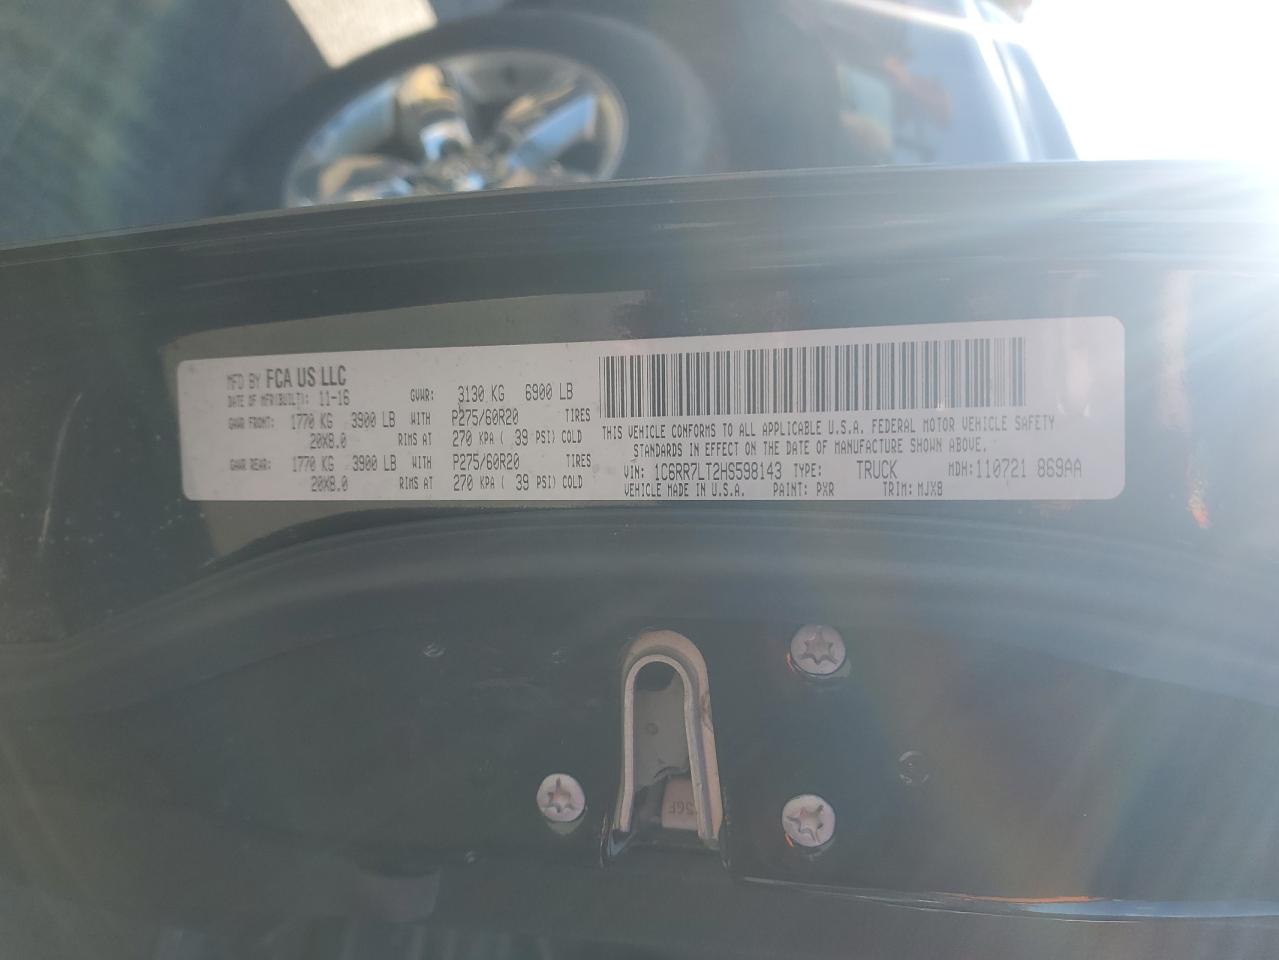 MFD BY FCA US LLC
DATE OF MFR(BUILT): 11-16 GVWR: 3130 KG 6900 LB
GAWR FRONT: 1770 KG 3900 LB WITH P275/60R20 TIRES
20X8.0 RIMS AT 270 KPA ( 39 PSI) COLD
GAWR REAR: 1770 KG 3900 LB WITH P275/60R20 TIRES
20X8.0 RIMS AT 270 KPA ( 39 PSI) COLD
THIS VEHICLE CONFORMS TO ALL APPLICABLE U.S.A. FEDERAL MOTOR VEHICLE SAFETY
STANDARDS IN EFFECT ON THE DATE OF MANUFACTURE SHOWN ABOVE.
VIN: 1C6RR7LT2HS598143 TYPE: TRUCK MDH: 110721 869AA
VEHICLE MADE IN U.S.A. PAINT: PXR TRIM: MJX8